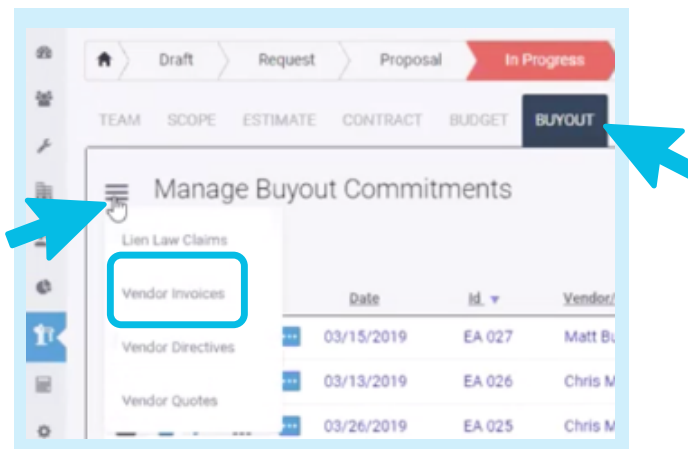 Draft Request Proposal In Progress
TEAM SCOPE ESTIMATE CONTRACT BUDGET BUYOUT
Manage Buyout Commitments
Lien Law Claims
Vendor Invoices
Date Id Vendor/
Vendor Directives
03/15/2019 EA 027 Matt Bu
03/13/2019 EA 026 Chris M
Vendor Quotes
03/26/2019 EA 025 Chris M